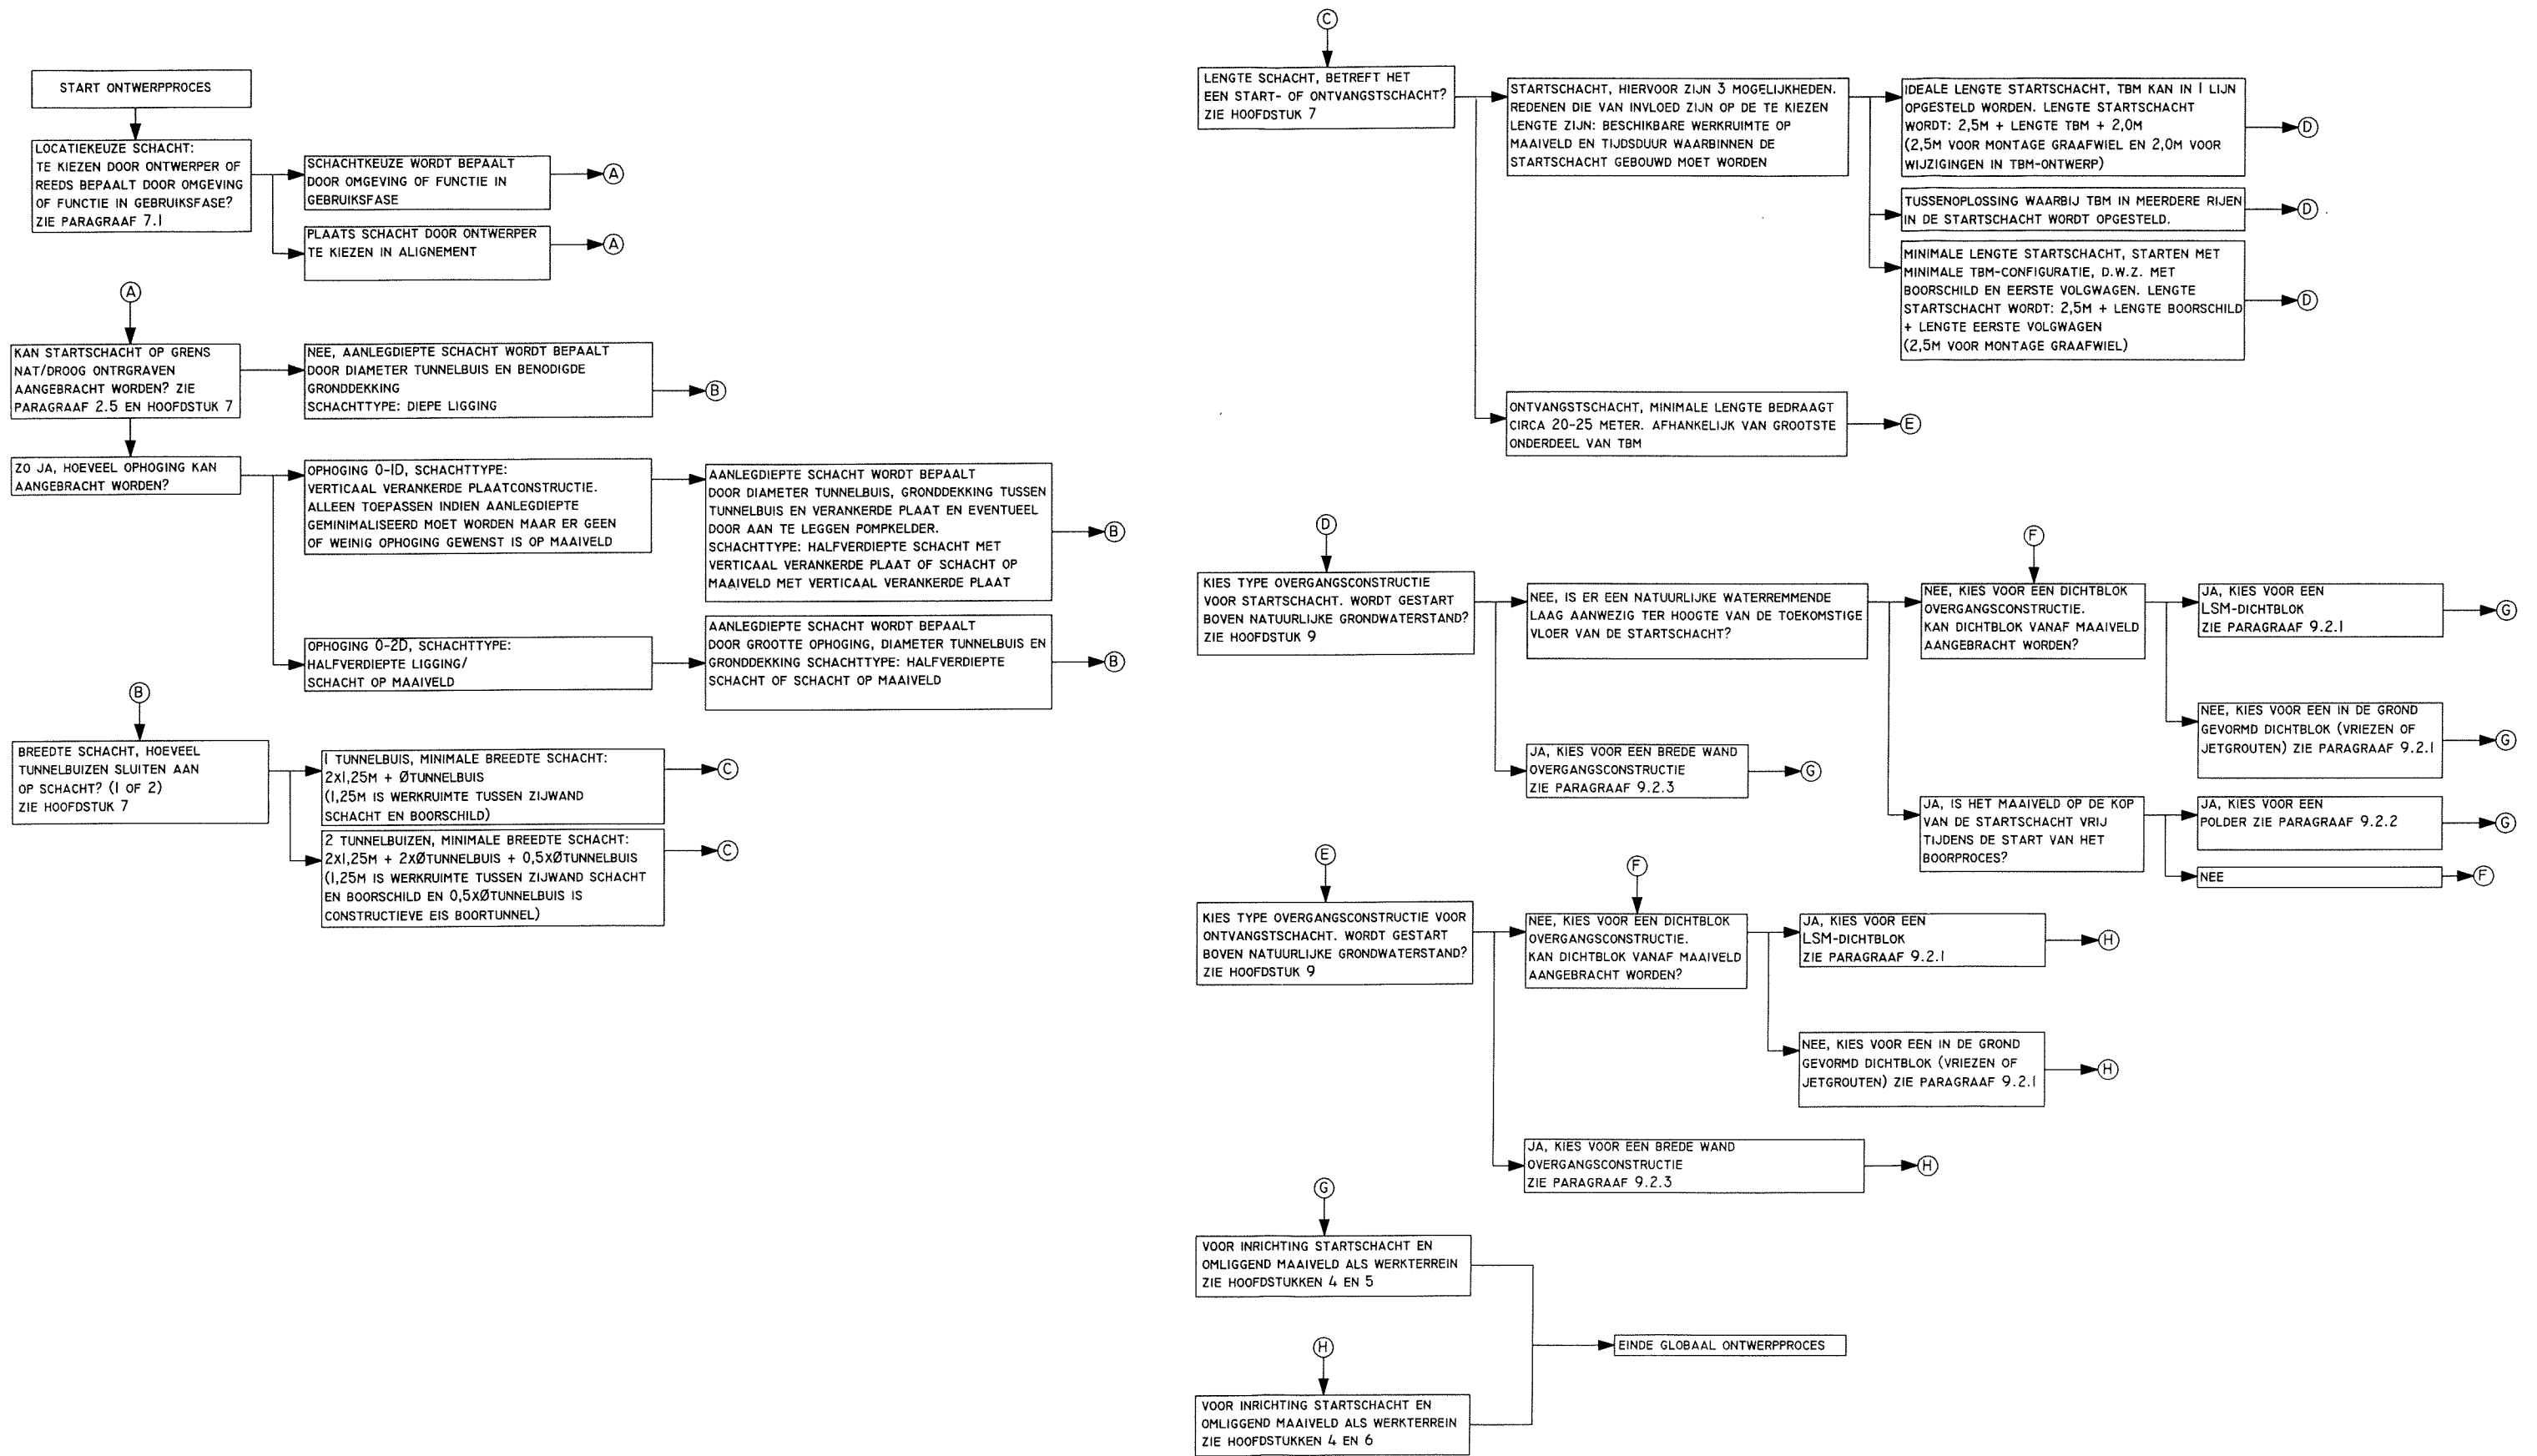 START ONTWERPPROCES
LOCATIEKEUZE SCHACHT:
TE KIEZEN DOOR ONTWERPER OF
REEDS BEPAALT DOOR OMGEVING
OF FUNCTIE IN GEBRUIKSFASE?
ZIE PARAGRAAF 7.1
SCHACHTKEUZE WORDT BEPAALT
DOOR OMGEVING OF FUNCTIE IN
GEBRUIKSFASE
A
PLAATS SCHACHT DOOR ONTWERPER
TE KIEZEN IN ALIGNEMENT
A
A
KAN STARTSCHACHT OP GRENS
NAT/DROOG ONTRGRAVEN
AANGEBRACHT WORDEN? ZIE
PARAGRAAF 2.5 EN HOOFDSTUK 7
NEE, AANLEGDIEPTE SCHACHT WORDT BEPAALT
DOOR DIAMETER TUNNELBUIS EN BENODIGDE
GRONDDEKKING
SCHACHTTYPE: DIEPE LIGGING
B
ZO JA, HOEVEEL OPHOGING KAN
AANGEBRACHT WORDEN?
OPHOGING 0-1D, SCHACHTTYPE:
VERTICAAL VERANKERDE PLAATCONSTRUCTIE.
ALLEEN TOEPASSEN INDIEN AANLEGDIEPTE
GEMINIMALISEERD MOET WORDEN MAAR ER GEEN
OF WEINIG OPHOGING GEWENST IS OP MAAIVELD
AANLEGDIEPTE SCHACHT WORDT BEPAALT
DOOR DIAMETER TUNNELBUIS, GRONDDEKKING TUSSEN
TUNNELBUIS EN VERANKERDE PLAAT EN EVENTUEEL
DOOR AAN TE LEGGEN POMPKELDER.
SCHACHTTYPE: HALFVERDIEPTE SCHACHT MET
VERTICAAL VERANKERDE PLAAT OF SCHACHT OP
MAAIVELD MET VERTICAAL VERANKERDE PLAAT
B
OPHOGING 0-2D, SCHACHTTYPE:
HALFVERDIEPTE LIGGING/
SCHACHT OP MAAIVELD
AANLEGDIEPTE SCHACHT WORDT BEPAALT
DOOR GROOTTE OPHOGING, DIAMETER TUNNELBUIS EN
GRONDDEKKING SCHACHTTYPE: HALFVERDIEPTE
SCHACHT OF SCHACHT OP MAAIVELD
B
B
BREEDTE SCHACHT, HOEVEEL
TUNNELBUIZEN SLUITEN AAN
OP SCHACHT? (1 OF 2)
ZIE HOOFDSTUK 7
1 TUNNELBUIS, MINIMALE BREEDTE SCHACHT:
2X1,25M + ØTUNNELBUIS
(1,25M IS WERKRUIMTE TUSSEN ZIJWAND
SCHACHT EN BOORSCHILD)
C
2 TUNNELBUIZEN, MINIMALE BREEDTE SCHACHT:
2X1,25M + 2XØTUNNELBUIS + 0,5XØTUNNELBUIS
(1,25M IS WERKRUIMTE TUSSEN ZIJWAND SCHACHT
EN BOORSCHILD EN 0,5XØTUNNELBUIS IS
CONSTRUCTIEVE EIS BOORTUNNEL)
C
C
LENGTE SCHACHT, BETREFT HET
EEN START- OF ONTVANGSTSCHACHT?
ZIE HOOFDSTUK 7
STARTSCHACHT, HIERVOOR ZIJN 3 MOGELIJKHEDEN.
REDENEN DIE VAN INVLOED ZIJN OP DE TE KIEZEN
LENGTE ZIJN: BESCHIKBARE WERKRUIMTE OP
MAAIVELD EN TIJDSDUUR WAARBINNEN DE
STARTSCHACHT GEBOUWD MOET WORDEN
IDEALE LENGTE STARTSCHACHT, TBM KAN IN 1 LIJN
OPGESTELD WORDEN. LENGTE STARTSCHACHT
WORDT: 2,5M + LENGTE TBM + 2,0M
(2,5M VOOR MONTAGE GRAAFWIEL EN 2,0M VOOR
WIJZIGINGEN IN TBM-ONTWERP)
D
TUSSENOPLOSSING WAARBIJ TBM IN MEERDERE RIJEN
IN DE STARTSCHACHT WORDT OPGESTELD.
D
MINIMALE LENGTE STARTSCHACHT, STARTEN MET
MINIMALE TBM-CONFIGURATIE, D.W.Z. MET
BOORSCHILD EN EERSTE VOLGWAGEN. LENGTE
STARTSCHACHT WORDT: 2,5M + LENGTE BOORSCHILD
+ LENGTE EERSTE VOLGWAGEN
(2,5M VOOR MONTAGE GRAAFWIEL)
D
ONTVANGSTSCHACHT, MINIMALE LENGTE BEDRAAGT
CIRCA 20-25 METER. AFHANKELIJK VAN GROOTSTE
ONDERDEEL VAN TBM
E
D
KIES TYPE OVERGANGSCONSTRUCTIE
VOOR STARTSCHACHT. WORDT GESTART
BOVEN NATUURLIJKE GRONDWATERSTAND?
ZIE HOOFDSTUK 9
NEE, IS ER EEN NATUURLIJKE WATERREMMENDE
LAAG AANWEZIG TER HOOGTE VAN DE TOEKOMSTIGE
VLOER VAN DE STARTSCHACHT?
F
NEE, KIES VOOR EEN DICHTBLOK
OVERGANGSCONSTRUCTIE.
KAN DICHTBLOK VANAF MAAIVELD
AANGEBRACHT WORDEN?
JA, KIES VOOR EEN
LSM-DICHTBLOK
ZIE PARAGRAAF 9.2.1
G
NEE, KIES VOOR EEN IN DE GROND
GEVORMD DICHTBLOK (VRIEZEN OF
JETGROUTEN) ZIE PARAGRAAF 9.2.1
G
JA, KIES VOOR EEN BREDE WAND
OVERGANGSCONSTRUCTIE
ZIE PARAGRAAF 9.2.3
G
JA, IS HET MAAIVELD OP DE KOP
VAN DE STARTSCHACHT VRIJ
TIJDENS DE START VAN HET
BOORPROCES?
JA, KIES VOOR EEN
POLDER ZIE PARAGRAAF 9.2.2
G
NEE
F
E
KIES TYPE OVERGANGSCONSTRUCTIE VOOR
ONTVANGSTSCHACHT. WORDT GESTART
BOVEN NATUURLIJKE GRONDWATERSTAND?
ZIE HOOFDSTUK 9
F
NEE, KIES VOOR EEN DICHTBLOK
OVERGANGSCONSTRUCTIE.
KAN DICHTBLOK VANAF MAAIVELD
AANGEBRACHT WORDEN?
JA, KIES VOOR EEN
LSM-DICHTBLOK
ZIE PARAGRAAF 9.2.1
H
NEE, KIES VOOR EEN IN DE GROND
GEVORMD DICHTBLOK (VRIEZEN OF
JETGROUTEN) ZIE PARAGRAAF 9.2.1
H
JA, KIES VOOR EEN BREDE WAND
OVERGANGSCONSTRUCTIE
ZIE PARAGRAAF 9.2.3
H
G
VOOR INRICHTING STARTSCHACHT EN
OMLIGGEND MAAIVELD ALS WERKTERREIN
ZIE HOOFDSTUKKEN 4 EN 5
EINDE GLOBAAL ONTWERPPROCES
H
VOOR INRICHTING STARTSCHACHT EN
OMLIGGEND MAAIVELD ALS WERKTERREIN
ZIE HOOFDSTUKKEN 4 EN 6